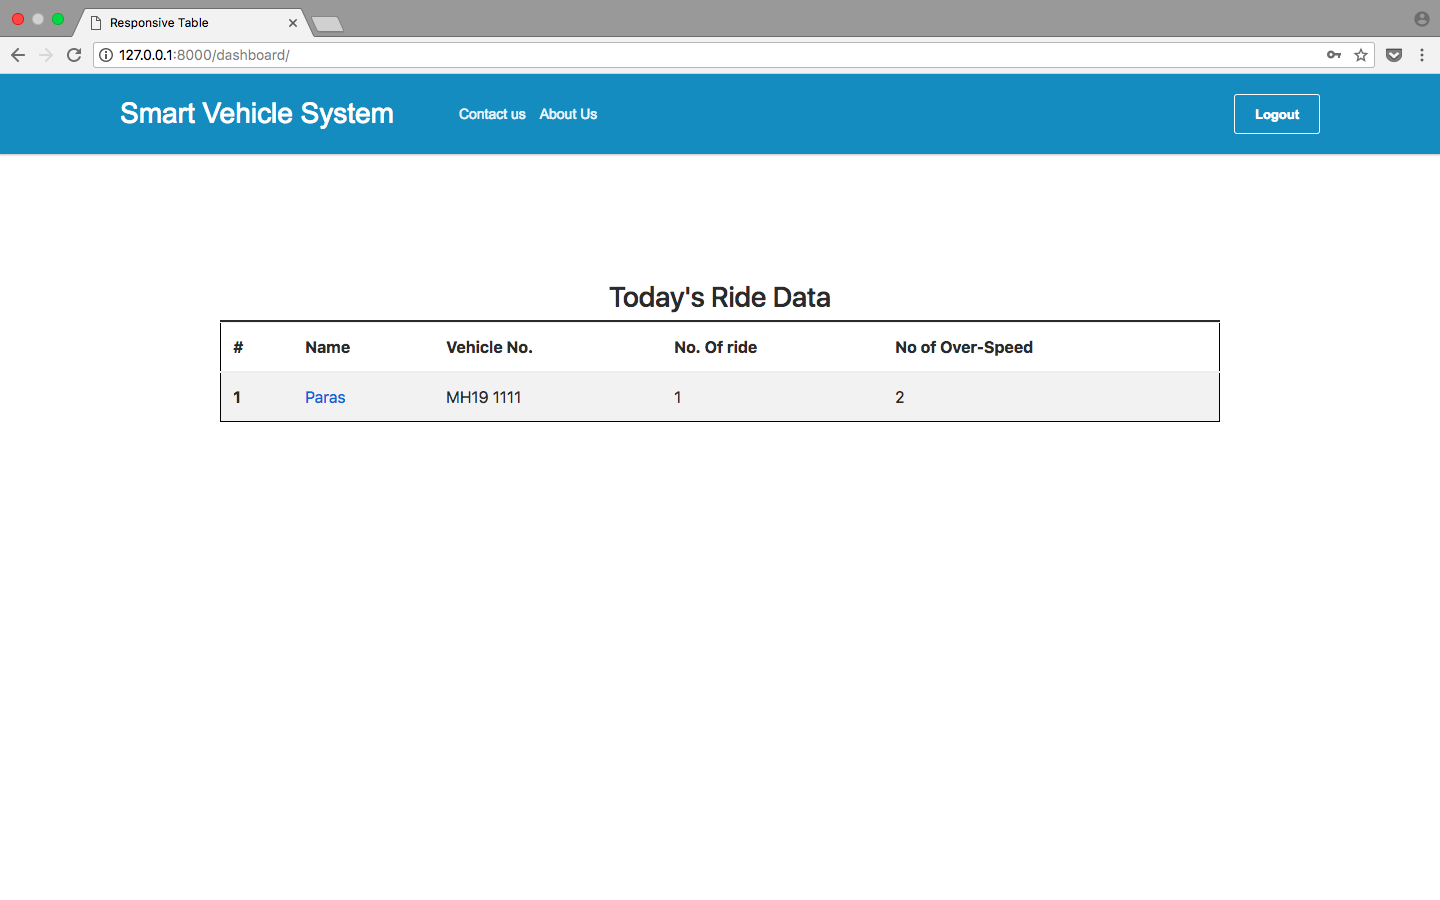 Responsive Table
127.0.0.1:8000/dashboard/
Smart Vehicle System Contact us About Us Logout
Today's Ride Data
# Name Vehicle No. No. Of ride No of Over-Speed
1 Paras MH19 1111 1 2